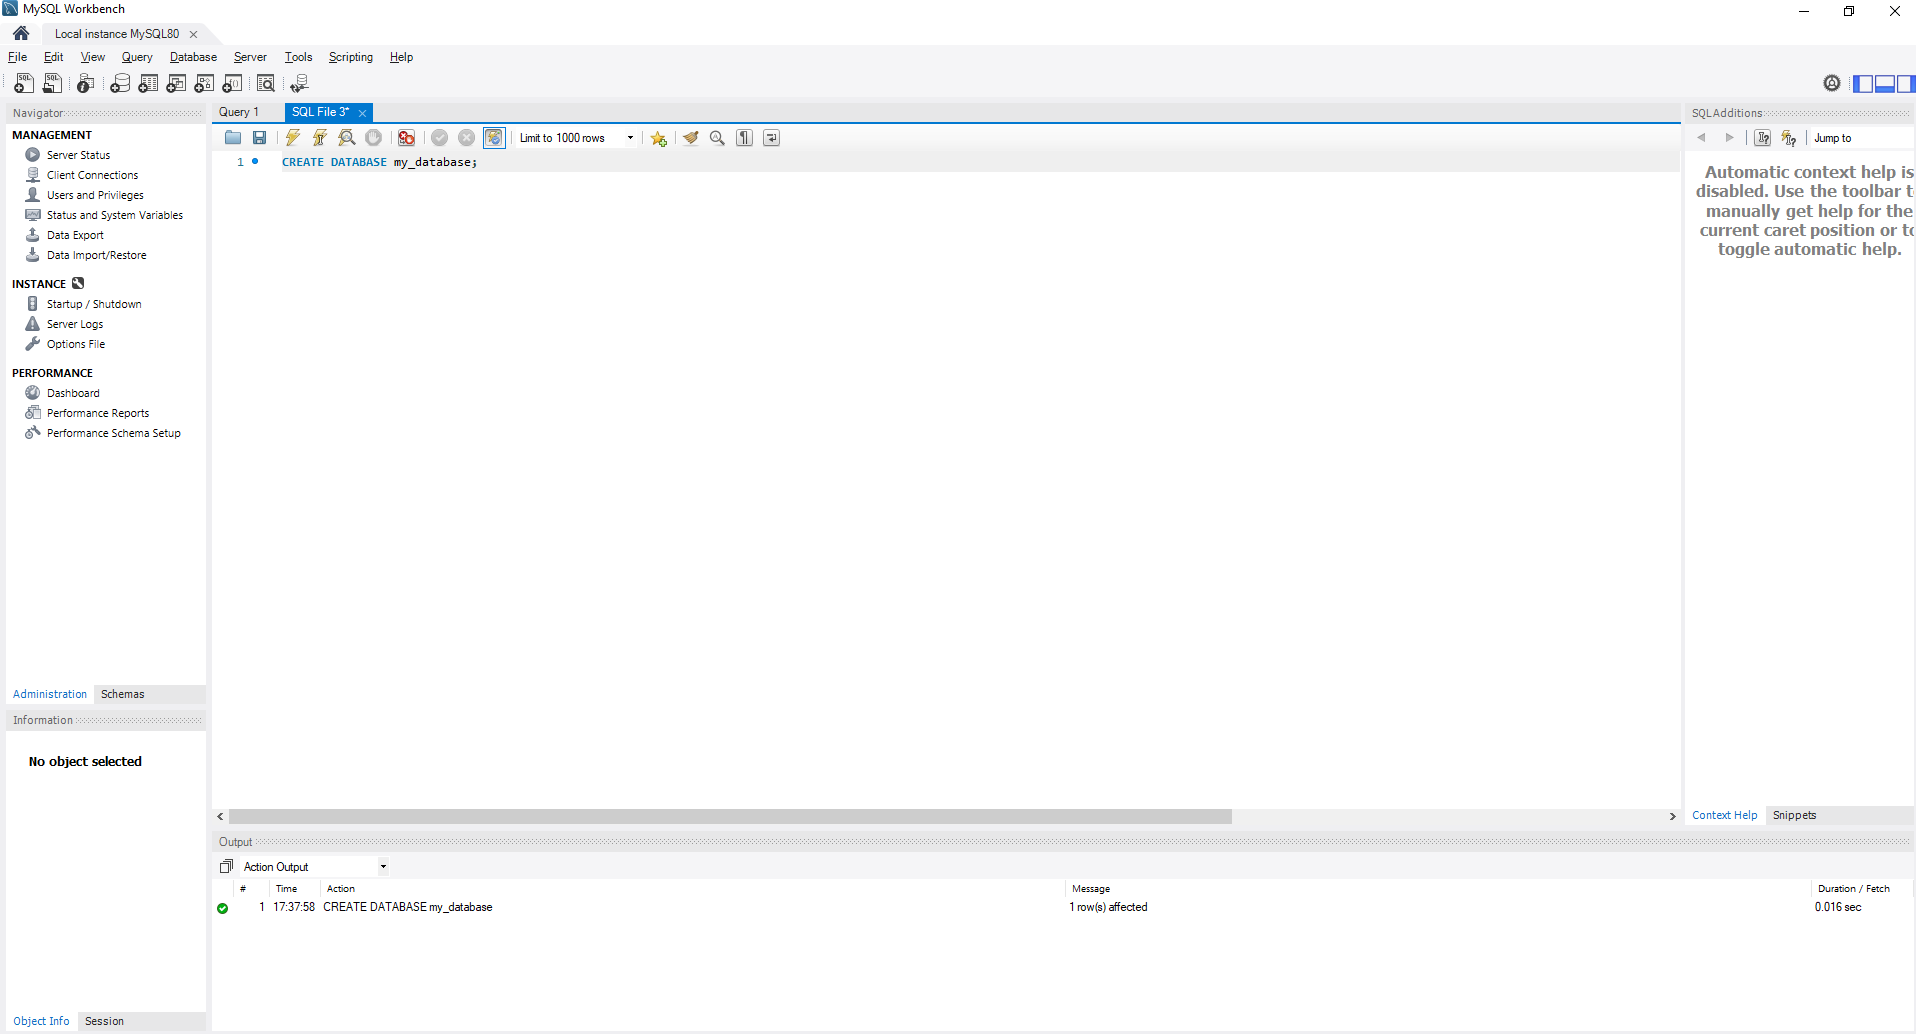 MySQL Workbench
Local instance MySQL80
File Edit View Query Database Server Tools Scripting Help
Navigator
MANAGEMENT
Server Status
Client Connections
Users and Privileges
Status and System Variables
Data Export
Data Import/Restore
INSTANCE
Startup / Shutdown
Server Logs
Options File
PERFORMANCE
Dashboard
Performance Reports
Performance Schema Setup
Administration Schemas
Information
No object selected
Object Info Session
Query 1 SQL File 3*
Limit to 1000 rows
1 CREATE DATABASE my_database;
SQLAdditions
Jump to
Automatic context help is
disabled. Use the toolbar t
manually get help for the
current caret position or to
toggle automatic help.
Context Help Snippets
Output
Action Output
# Time Action Message Duration / Fetch
1 17:37:58 CREATE DATABASE my_database 1 row(s) affected 0.016 sec